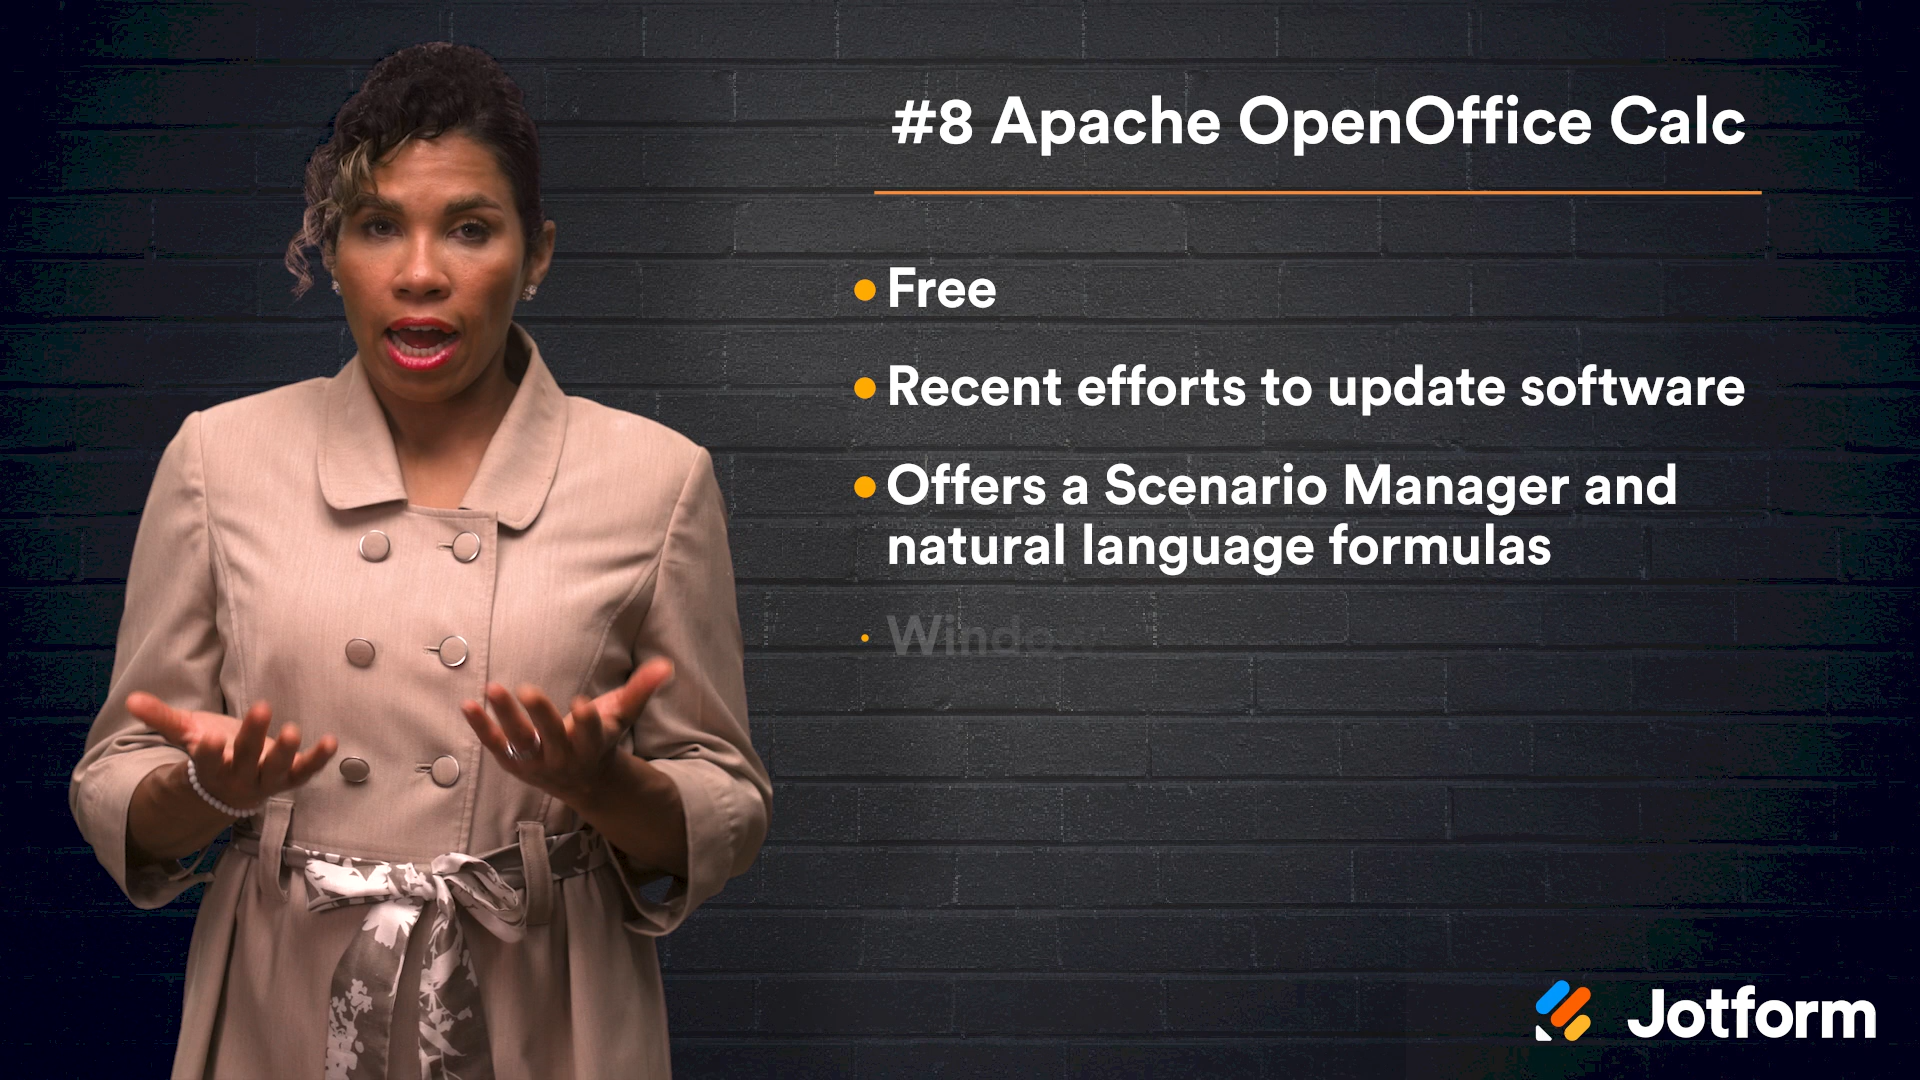 #8 Apache OpenOffice Calc
Free
Recent efforts to update software
Offers a Scenario Manager and
natural language formulas
Jotform